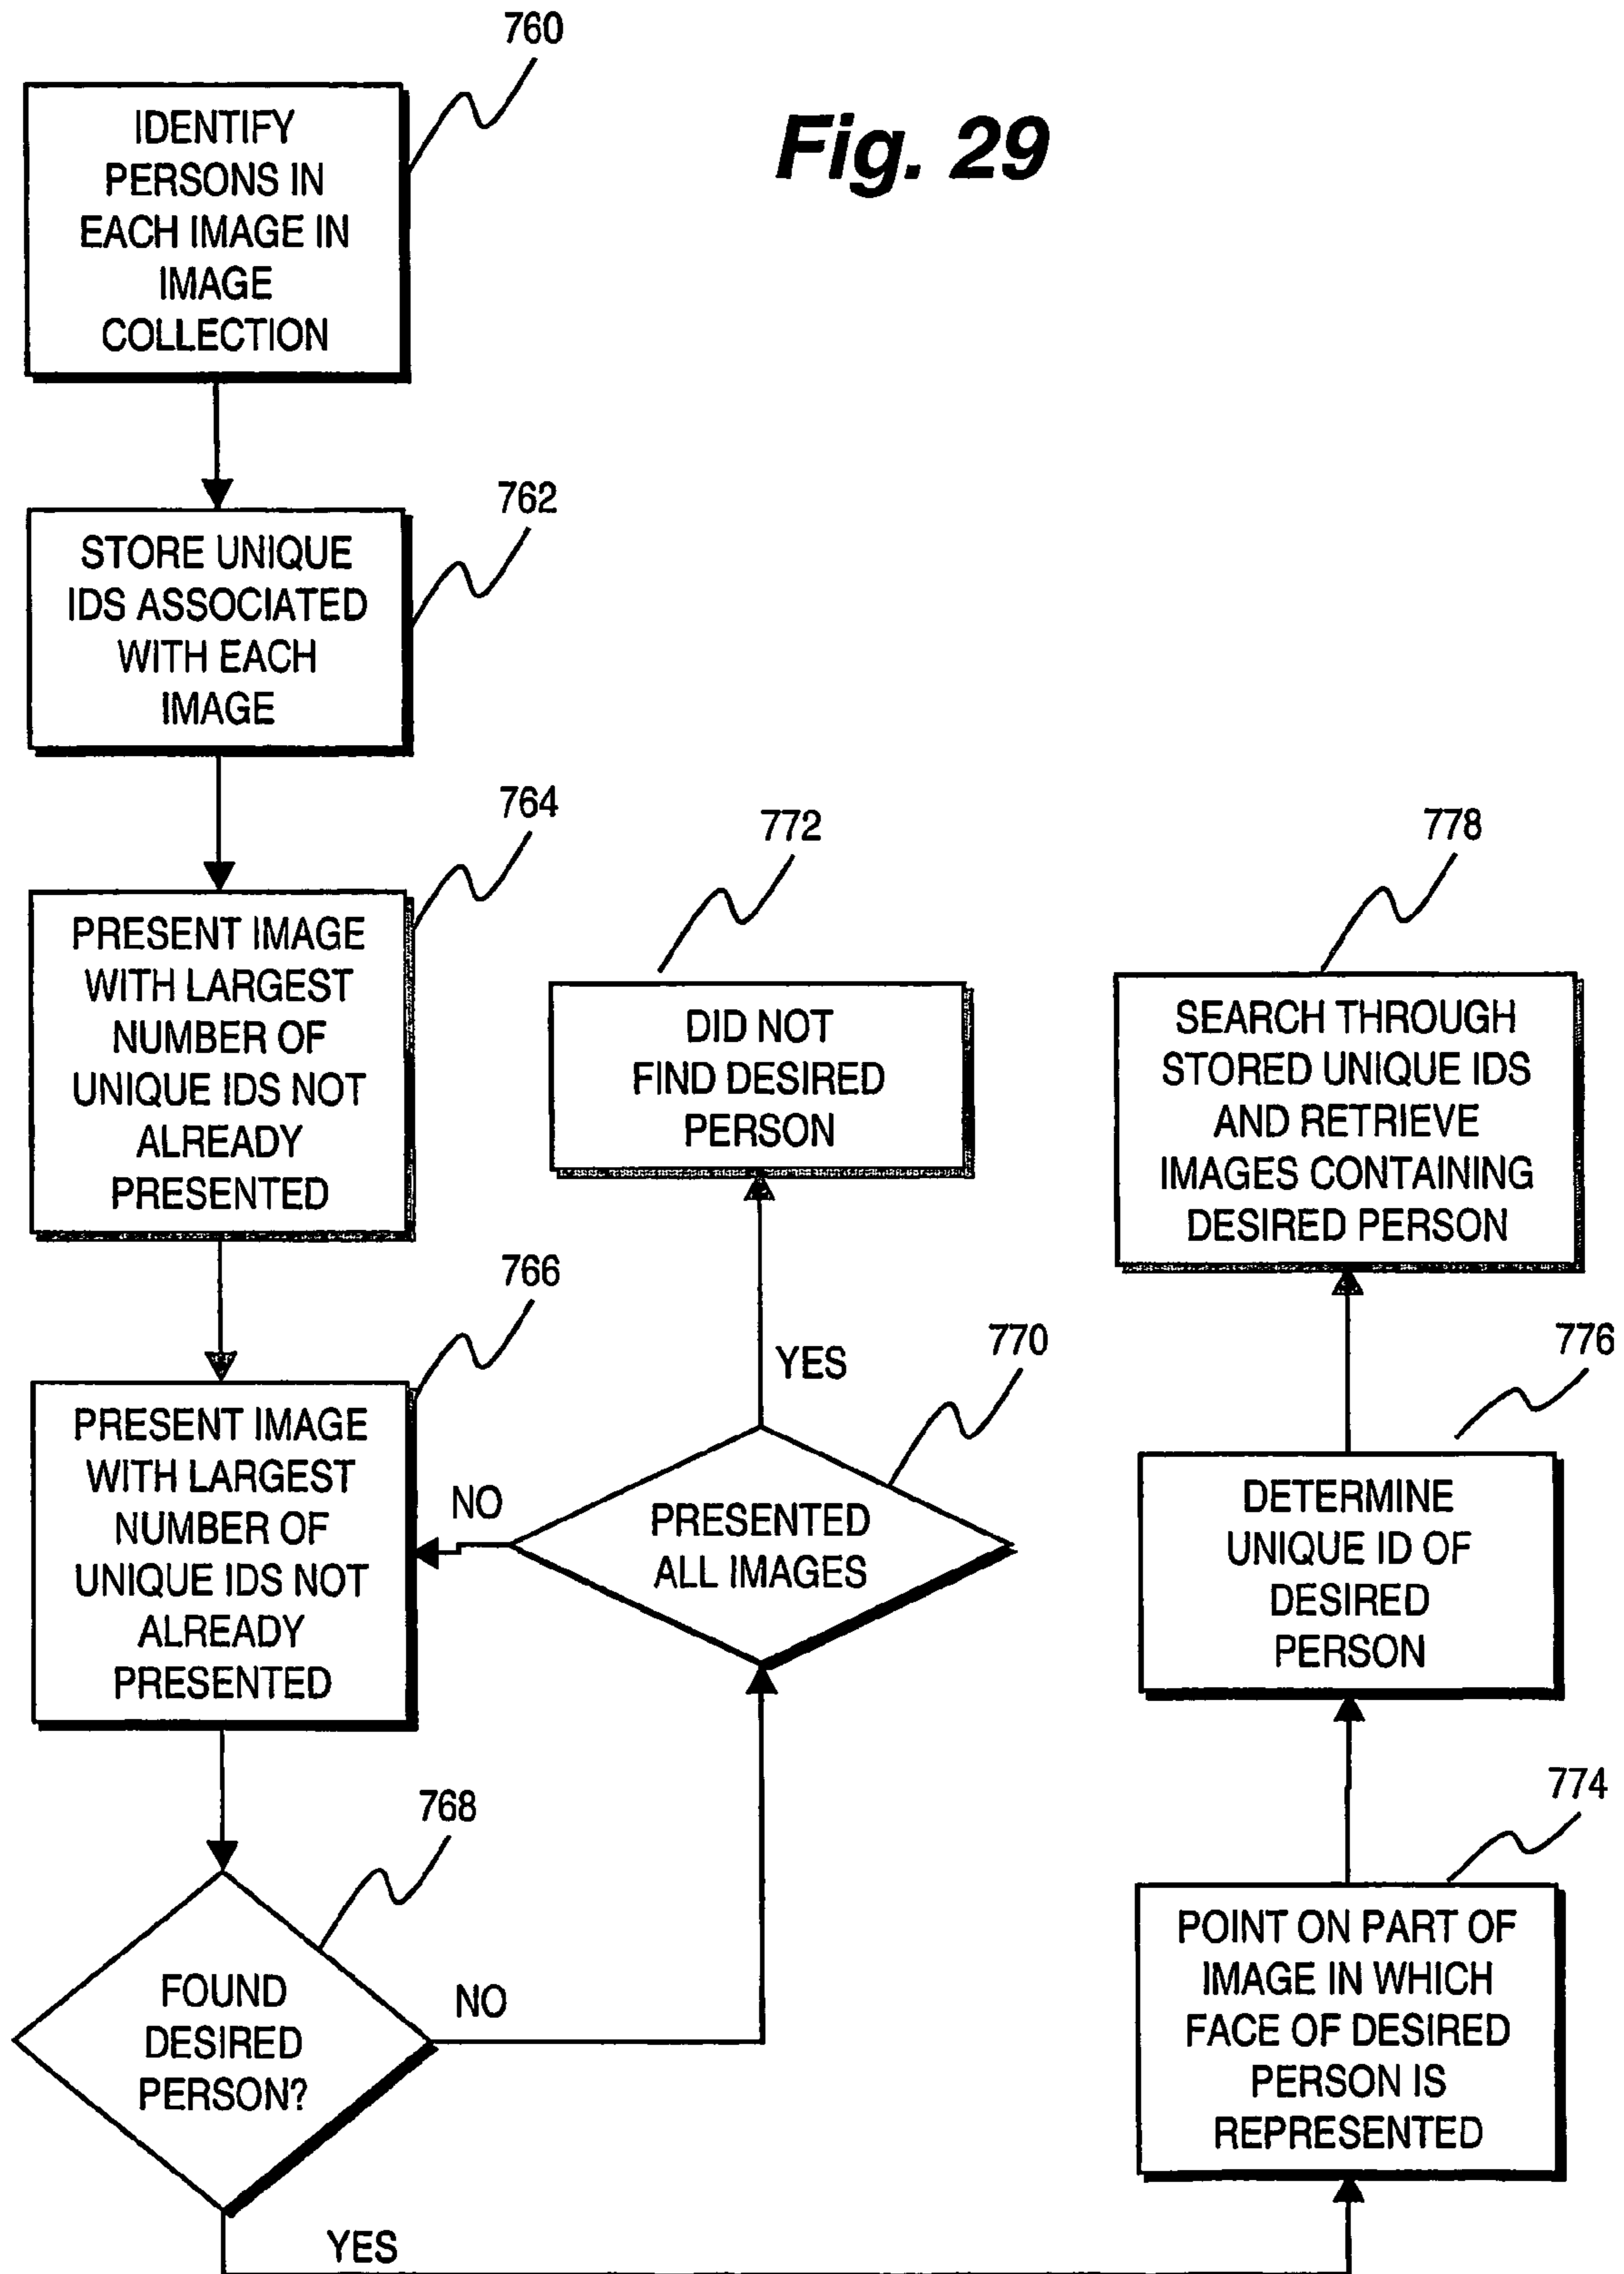 Fig. 29
760
IDENTIFY
PERSONS IN
EACH IMAGE IN
IMAGE
COLLECTION
762
STORE UNIQUE
IDS ASSOCIATED
WITH EACH
IMAGE
764
PRESENT IMAGE
WITH LARGEST
NUMBER OF
UNIQUE IDS NOT
ALREADY
PRESENTED
766
PRESENT IMAGE
WITH LARGEST
NUMBER OF
UNIQUE IDS NOT
ALREADY
PRESENTED
768
FOUND
DESIRED
PERSON?
NO
YES
770
PRESENTED
ALL IMAGES
NO
YES
772
DID NOT
FIND DESIRED
PERSON
774
POINT ON PART OF
IMAGE IN WHICH
FACE OF DESIRED
PERSON IS
REPRESENTED
776
DETERMINE
UNIQUE ID OF
DESIRED
PERSON
778
SEARCH THROUGH
STORED UNIQUE IDS
AND RETRIEVE
IMAGES CONTAINING
DESIRED PERSON